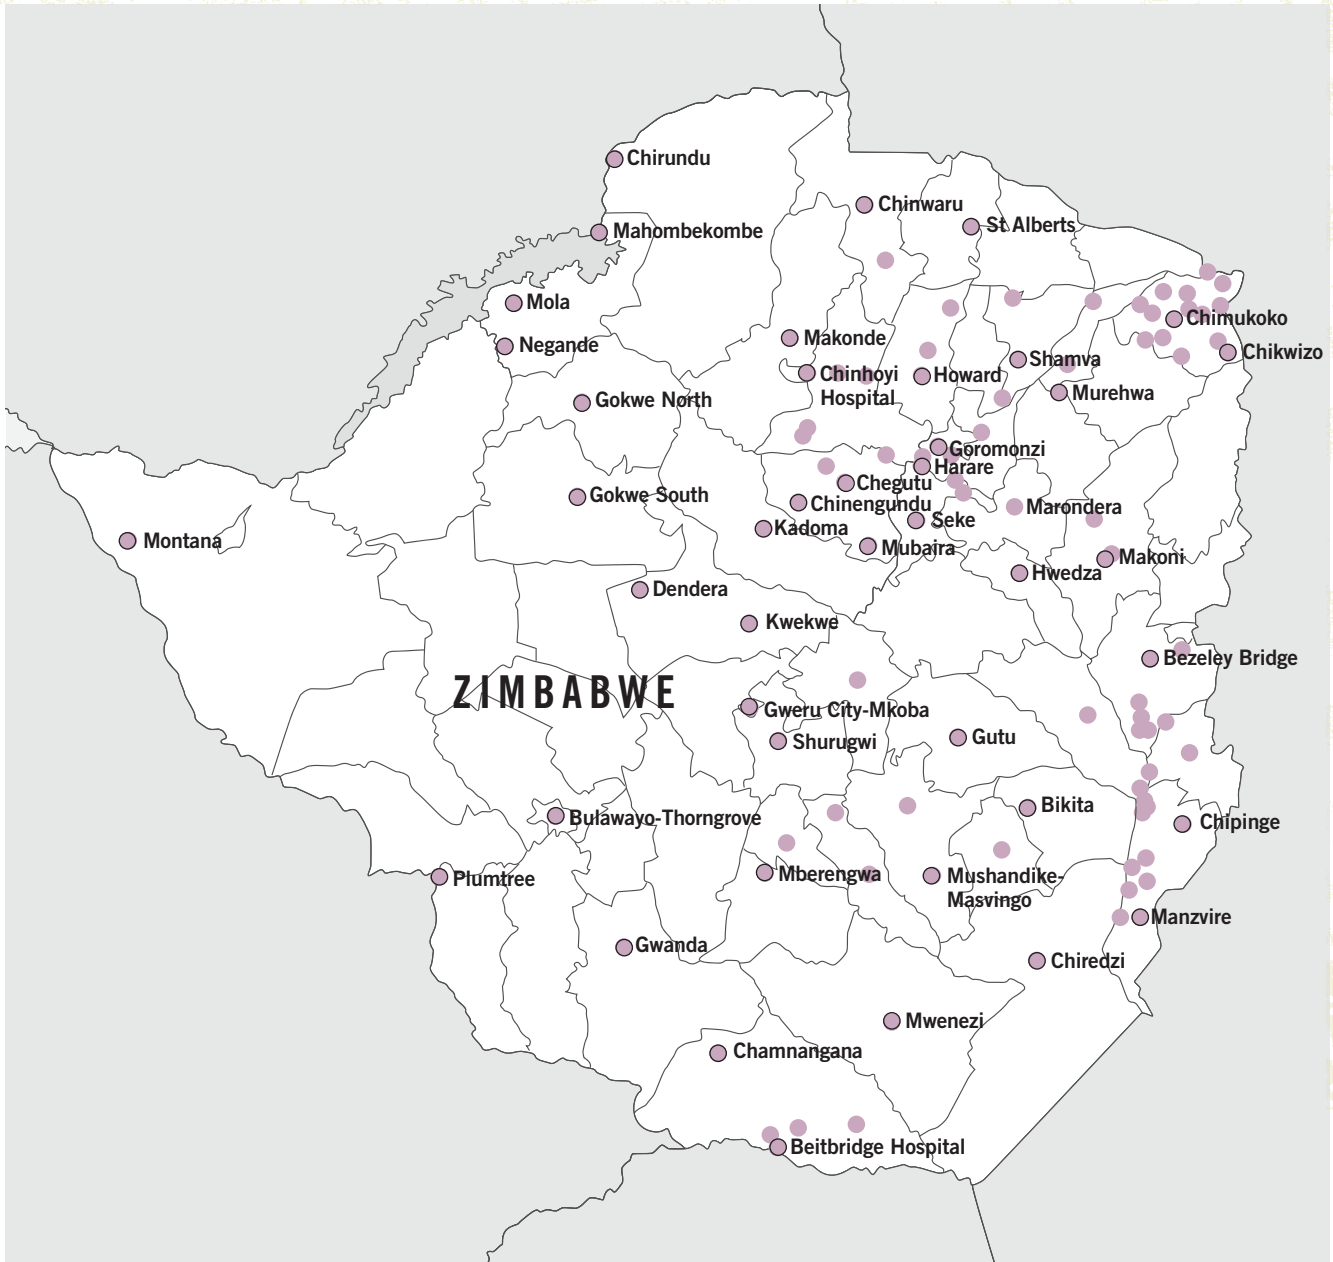 Chirundu
Chinwaru
St Alberts
Mahombekombe
Mola
Chimukoko
Makonde
Negande
Chikwizo
Shamva
Chinhoyi
Hospital
Howard
Murehwa
Gokwe North
Goromonzi
Harare
Chegutu
Gokwe South
Chinengundu
Marondera
Seke
Kadoma
Montana
Mubaira
Makoni
Hwedza
Dendera
Kwekwe
Bezeley Bridge
ZIMBABWE
Gweru City-Mkoba
Gutu
Shurugwi
Bikita
Bulawayo-Thorngrove
Chipinge
Mberengwa
Mushandike-
Masvingo
Plumtree
Manzvire
Gwanda
Chiredzi
Mwenezi
Chamnangana
Beitbridge Hospital